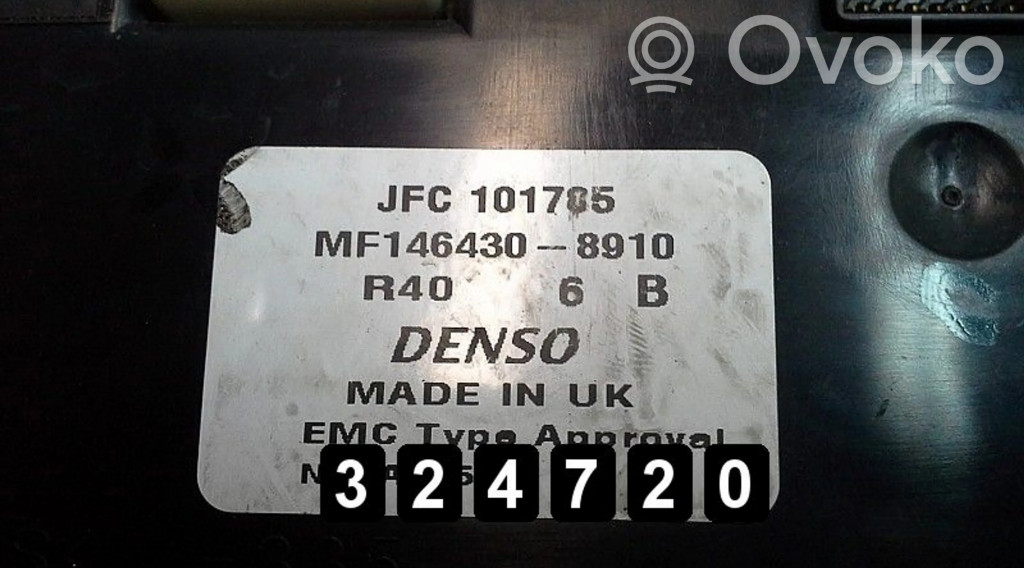 Ovoko
JFC 101785
MF146430-8910
R40 6 B
DENSO
MADE IN UK
EMC Type Approval
324720